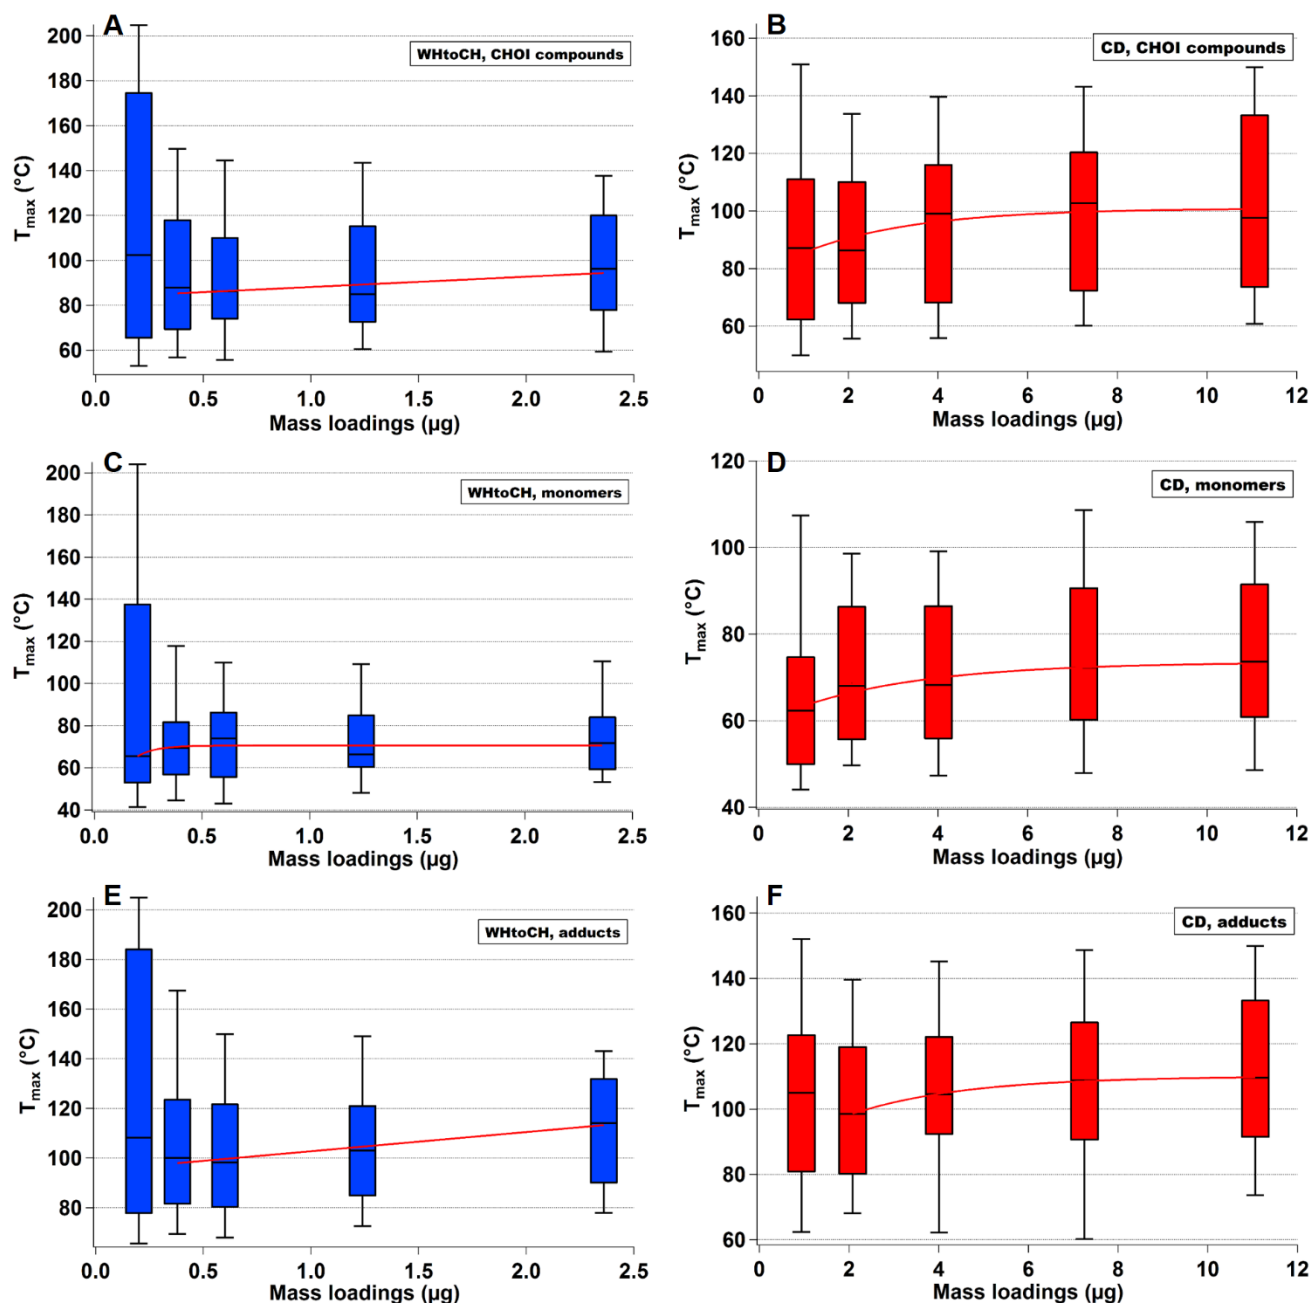 A
WHtoCH, CHOI compounds
T_max (°C)
200
180
160
140
120
100
80
60
0.0 0.5 1.0 1.5 2.0 2.5
Mass loadings (µg)
B
CD, CHOI compounds
T_max (°C)
160
140
120
100
80
60
0 2 4 6 8 10 12
Mass loadings (µg)
C
WHtoCH, monomers
T_max (°C)
200
180
160
140
120
100
80
60
40
0.0 0.5 1.0 1.5 2.0 2.5
Mass loadings (µg)
D
CD, monomers
T_max (°C)
120
100
80
60
40
0 2 4 6 8 10 12
Mass loadings (µg)
E
WHtoCH, adducts
T_max (°C)
200
180
160
140
120
100
80
0.0 0.5 1.0 1.5 2.0 2.5
Mass loadings (µg)
F
CD, adducts
T_max (°C)
160
140
120
100
80
60
0 2 4 6 8 10 12
Mass loadings (µg)